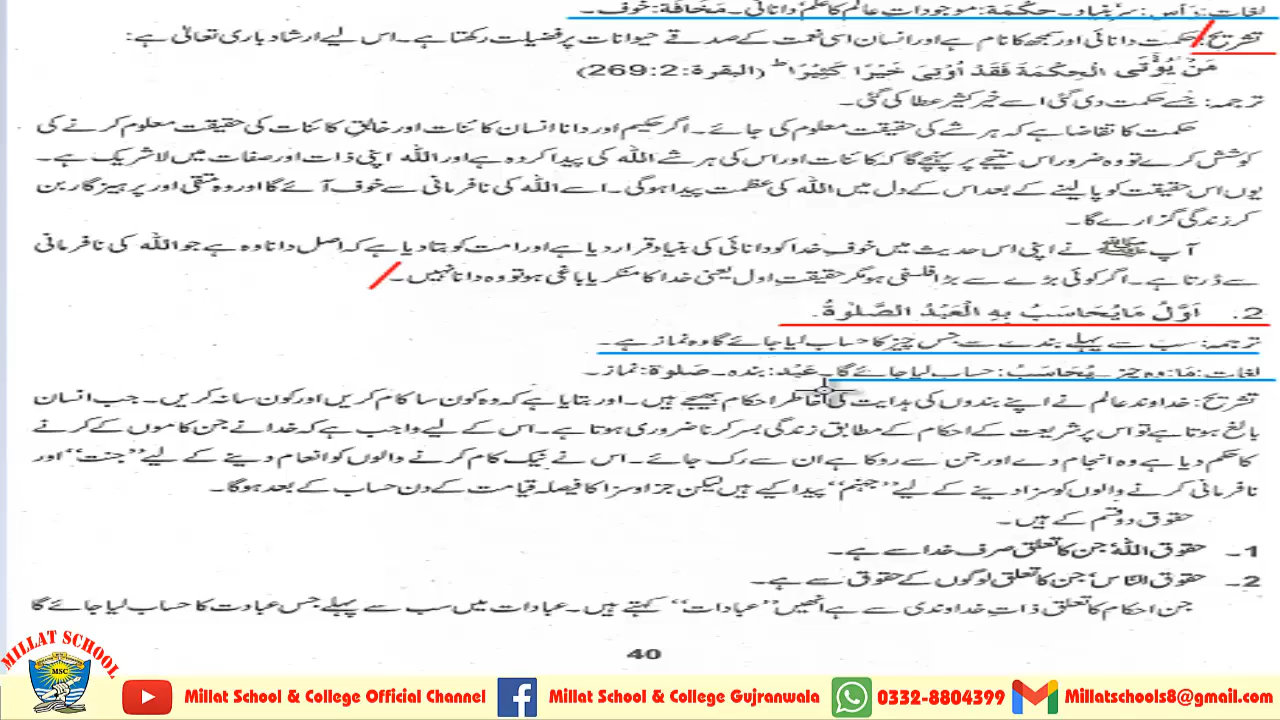 لغات: رَأس: سر، بنیاد۔ حِکْمَة: موجودات عالم کا علم، دانائی۔ مَخَافَة: خوف۔
تشریح: حکمت دانائی اور سمجھ کا نام ہے اور انسان اسی نعمت کے صدقے حیوانات پر فضیلت رکھتا ہے۔ اس لیے ارشاد باری تعالیٰ ہے:
مَنْ یُّؤْتَی الْحِکْمَةَ فَقَدْ اُوْتِیَ خَیْرًا کَثِیْرًا ط (البقرة:2:269)
ترجمہ: جسے حکمت دی گئی اسے خیر کثیر عطا کی گئی۔
حکمت کا تقاضا ہے کہ ہر شے کی حقیقت معلوم کی جائے۔ اگر حکیم اور دانا انسان کائنات اور خالقِ کائنات کی حقیقت معلوم کرنے کی
کوشش کرے تو وہ ضرور اس نتیجے پر پہنچے گا کہ کائنات اور اس کی ہر شے اللہ کی پیدا کردہ ہے اور اللہ اپنی ذات اور صفات میں لاشریک ہے۔
یوں اس حقیقت کو پا لینے کے بعد اس کے دل میں اللہ کی عظمت پیدا ہوگی۔ اسے اللہ کی نافرمانی سے خوف آئے گا اور وہ متقی اور پرہیزگار بن
کر زندگی گزارے گا۔
آپ ﷺ نے اپنی اس حدیث میں خوفِ خدا کو دانائی کی بنیاد قرار دیا ہے اور امت کو بتا دیا ہے کہ اصل دانا وہ ہے جو اللہ کی نافرمانی
سے ڈرتا ہے۔ اگر کوئی بڑے سے بڑا فلسفی ہو مگر حقیقتِ اول یعنی خدا کا منکر یا باغی ہو تو وہ دانا نہیں۔
2. اَوَّلُ مَا یُحَاسَبُ بِهِ الْعَبْدُ الصَّلٰوةُ.
ترجمہ: سب سے پہلے بندے سے جس چیز کا حساب لیا جائے گا وہ نماز ہے۔
لغات: مَا: وہ چیز۔ یُحَاسَبُ: حساب لیا جائے گا۔ عَبْد: بندہ۔ صَلٰوة: نماز۔
تشریح: خداوند عالم نے اپنے بندوں کی ہدایت کی خاطر احکام بھیجے ہیں۔ اور بتایا ہے کہ وہ کون سا کام کریں اور کون سا نہ کریں۔ جب انسان
بالغ ہوتا ہے تو اس پر شریعت کے احکام کے مطابق زندگی بسر کرنا ضروری ہوتا ہے۔ اس کے لیے واجب ہے کہ خدا نے جن کاموں کے کرنے
کا حکم دیا ہے وہ انجام دے اور جن سے روکا ہے ان سے رک جائے۔ اس نے نیک کام کرنے والوں کو انعام دینے کے لیے ”جنت“ اور
نافرمانی کرنے والوں کو سزا دینے کے لیے ”جہنم“ پیدا کیے ہیں لیکن جزا و سزا کا فیصلہ قیامت کے دن حساب کے بعد ہوگا۔
حقوق دو قسم کے ہیں۔
1۔ حقوق اللہ جن کا تعلق صرف خدا سے ہے۔
2۔ حقوق الناس جن کا تعلق لوگوں کے حقوق سے ہے۔
جن احکام کا تعلق ذاتِ خداوندی سے ہے انھیں ”عبادات“ کہتے ہیں۔ عبادات میں سب سے پہلے جس عبادت کا حساب لیا جائے گا
40
MILLAT SCHOOL
MSC
Millat School & College Official Channel
Millat School & College Gujranwala
0332-8804399
Millatschools8@gmail.com